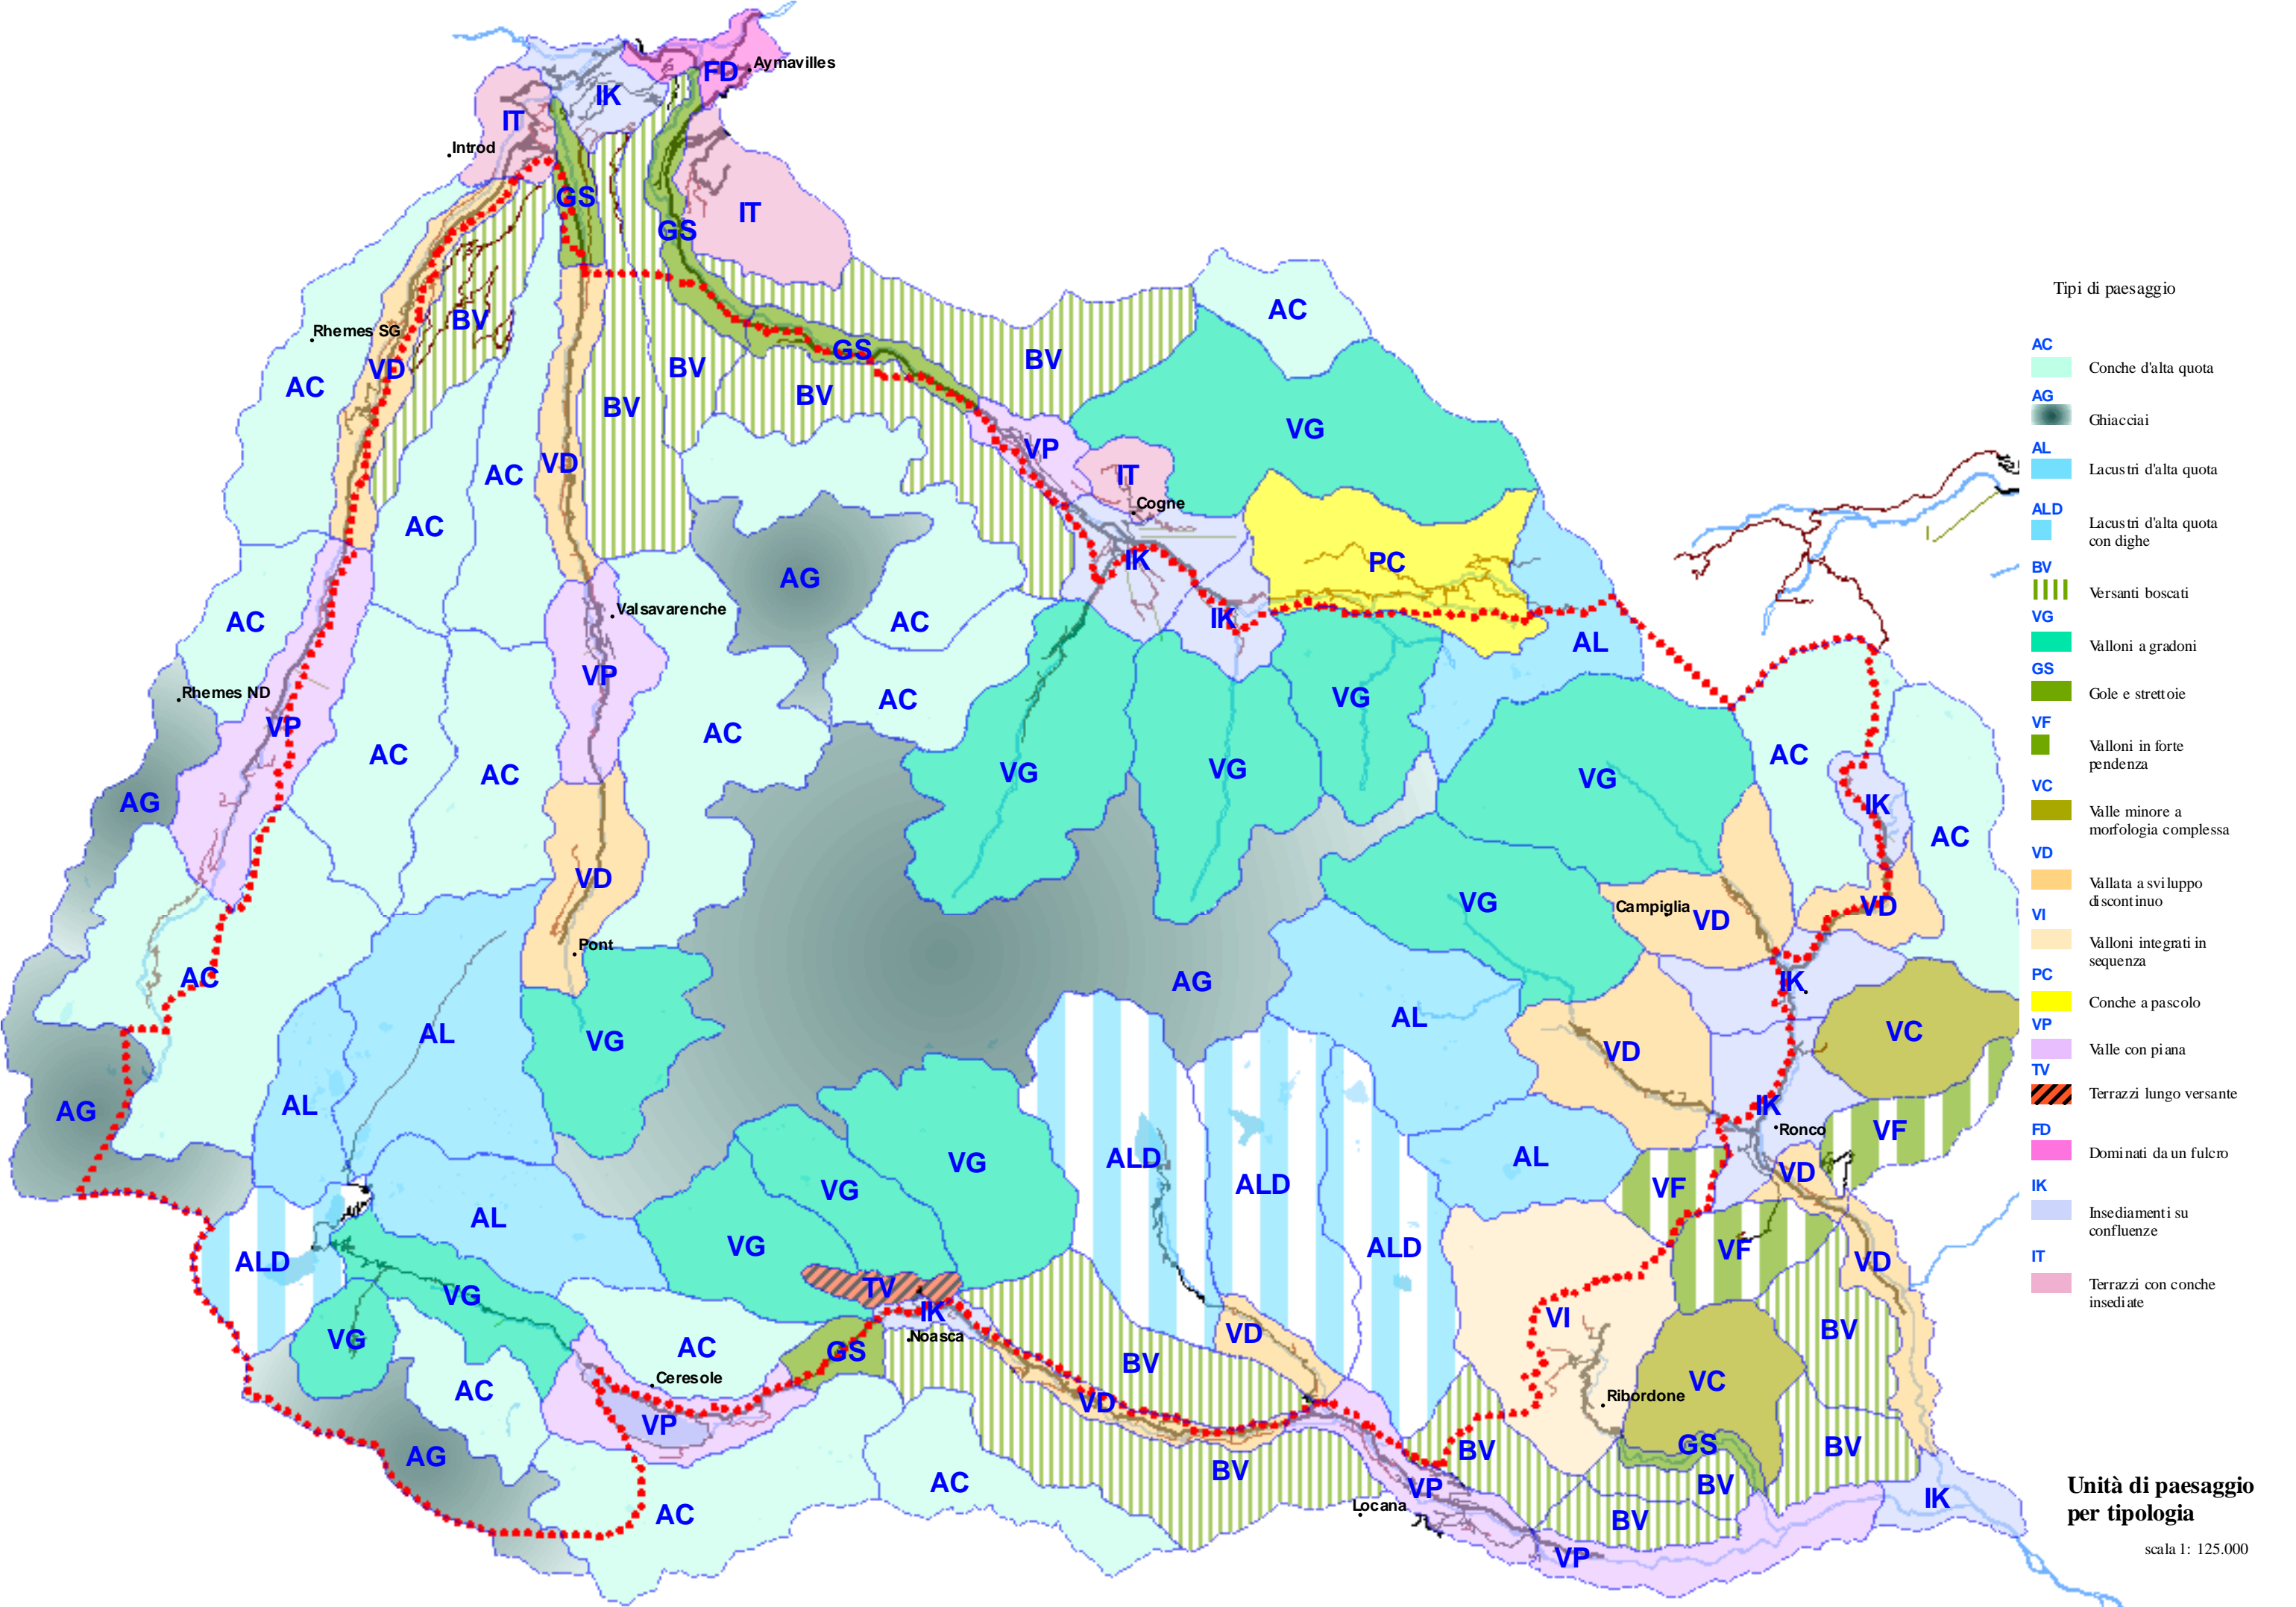 FD
Aymavilles
IK
IT
Introd
GS
IT
GS
AC
BV
Rhemes SG
GS
BV
VD
BV
AC
BV
BV
VG
VP
VD
AC
IT
Cogne
AC
IK
PC
AG
Valsavarenche
AC
AC
IK
AL
VP
Rhemes ND
AC
VG
VP
AC
AC
AC
AC
VG
VG
VG
AG
IK
AC
VD
VG
Campiglia
VD
VD
Pont
AC
AG
IK
AL
VC
AL
VG
VD
AL
AG
IK
Ronco
VF
ALD
AL
VG
VD
VG
ALD
VF
AL
VG
ALD
VF
ALD
VD
VG
TV
IK
VI
Noasca
VD
BV
VG
AC
GS
BV
Ceresole
VC
AC
Ribordone
VD
VP
GS
BV
BV
AG
BV
AC
VP
BV
Locana
IK
AC
BV
VP
Tipi di paesaggio
AC
Conche d'alta quota
AG
Ghiacciai
AL
Lacustri d'alta quota
ALD
Lacustri d'alta quota
con dighe
BV
Versanti boscati
VG
Valloni a gradoni
GS
Gole e strettoie
VF
Valloni in forte
pendenza
VC
Valle minore a
morfologia complessa
VD
Vallata a sviluppo
discontinuo
VI
Valloni integrati in
sequenza
PC
Conche a pascolo
VP
Valle con piana
TV
Terrazzi lungo versante
FD
Dominati da un fulcro
IK
Insediamenti su
confluenze
IT
Terrazzi con conche
insediate
Unità di paesaggio
per tipologia
scala 1: 125.000